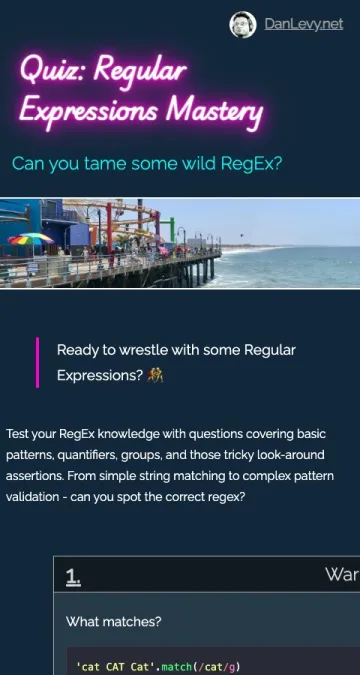 DanLevy.net
Quiz: Regular
Expressions Mastery
Can you tame some wild RegEx?
Ready to wrestle with some Regular
Expressions? 🤼
Test your RegEx knowledge with questions covering basic
patterns, quantifiers, groups, and those tricky look-around
assertions. From simple string matching to complex pattern
validation - can you spot the correct regex?
1.
What matches?
'cat CAT Cat'.match(/cat/g)